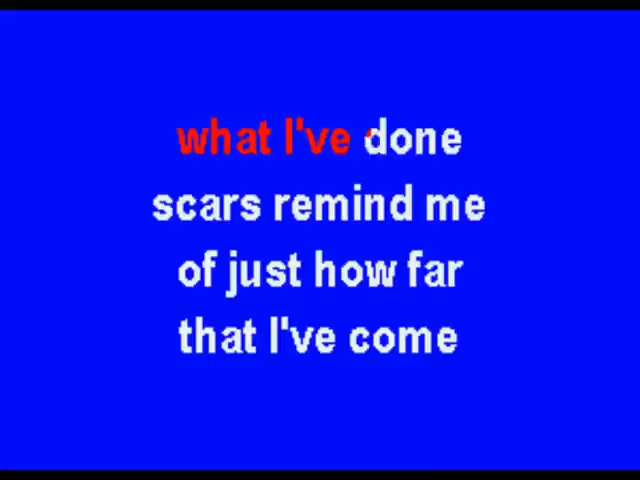 what I've done
scars remind me
of just how far
that I've come